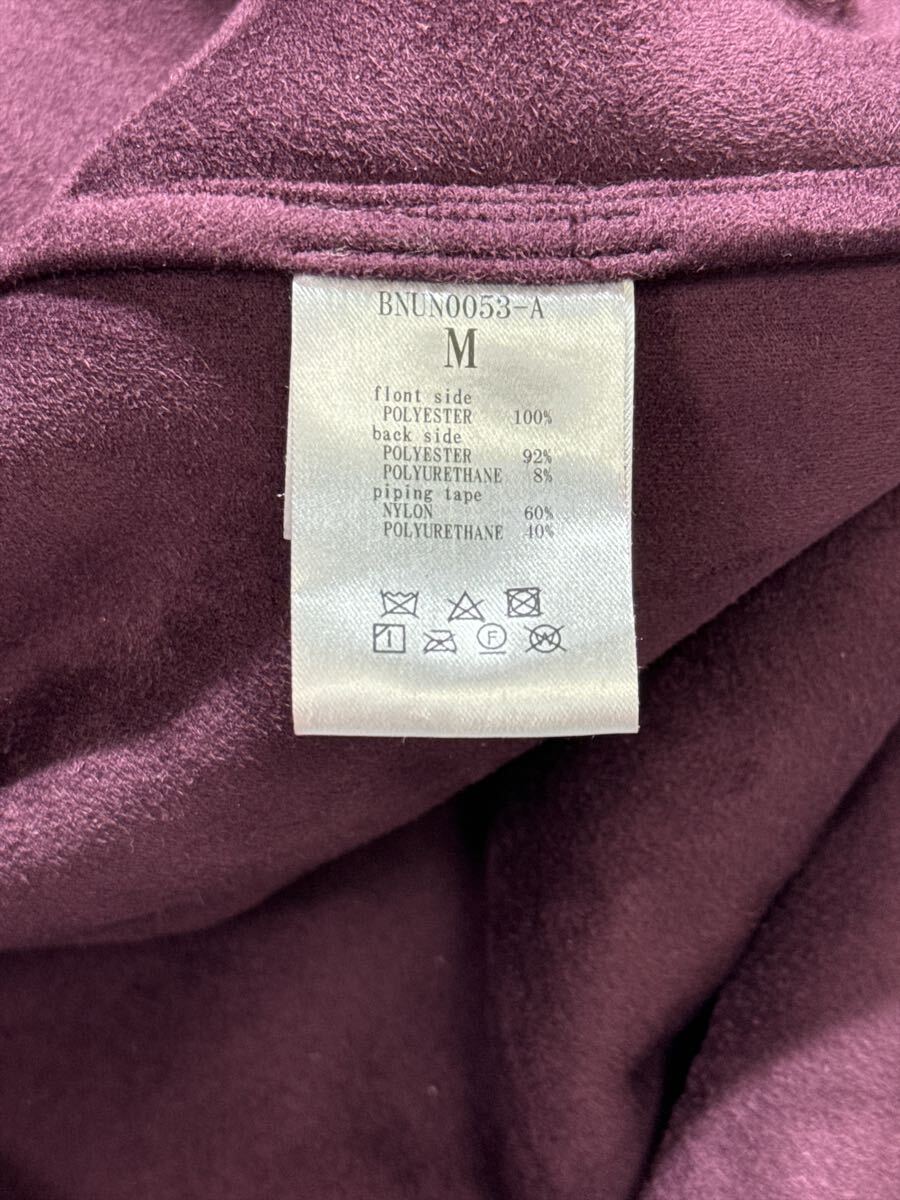 BNUN0053-A
M
flont side
POLYESTER 100%
back side
POLYESTER 92%
POLYURETHANE 8%
piping tape
NYLON 60%
POLYURETHANE 40%
F
W